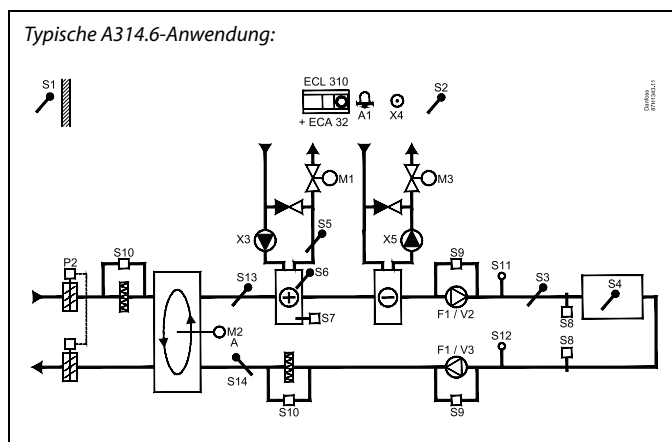 Typische A314.6-Anwendung:
S1
ECL 310
+ ECA 32
A1
X4
S2
Danfoss
87H1343.11
M1
M3
X3
S5
X5
P2
S10
S13
S6
S7
S9
S11
S3
S4
F1 / V2
S8
M2
A
S14
S10
F1 / V3
S12
S8
S9